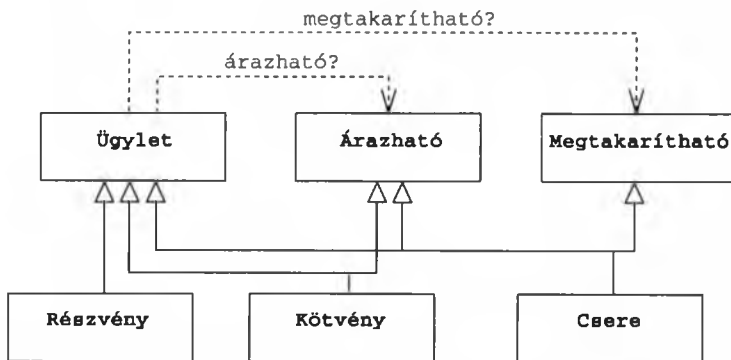 megtakarítható?
árazható?
Ügylet
Árazható
Megtakarítható
Részvény
Kötvény
Csere